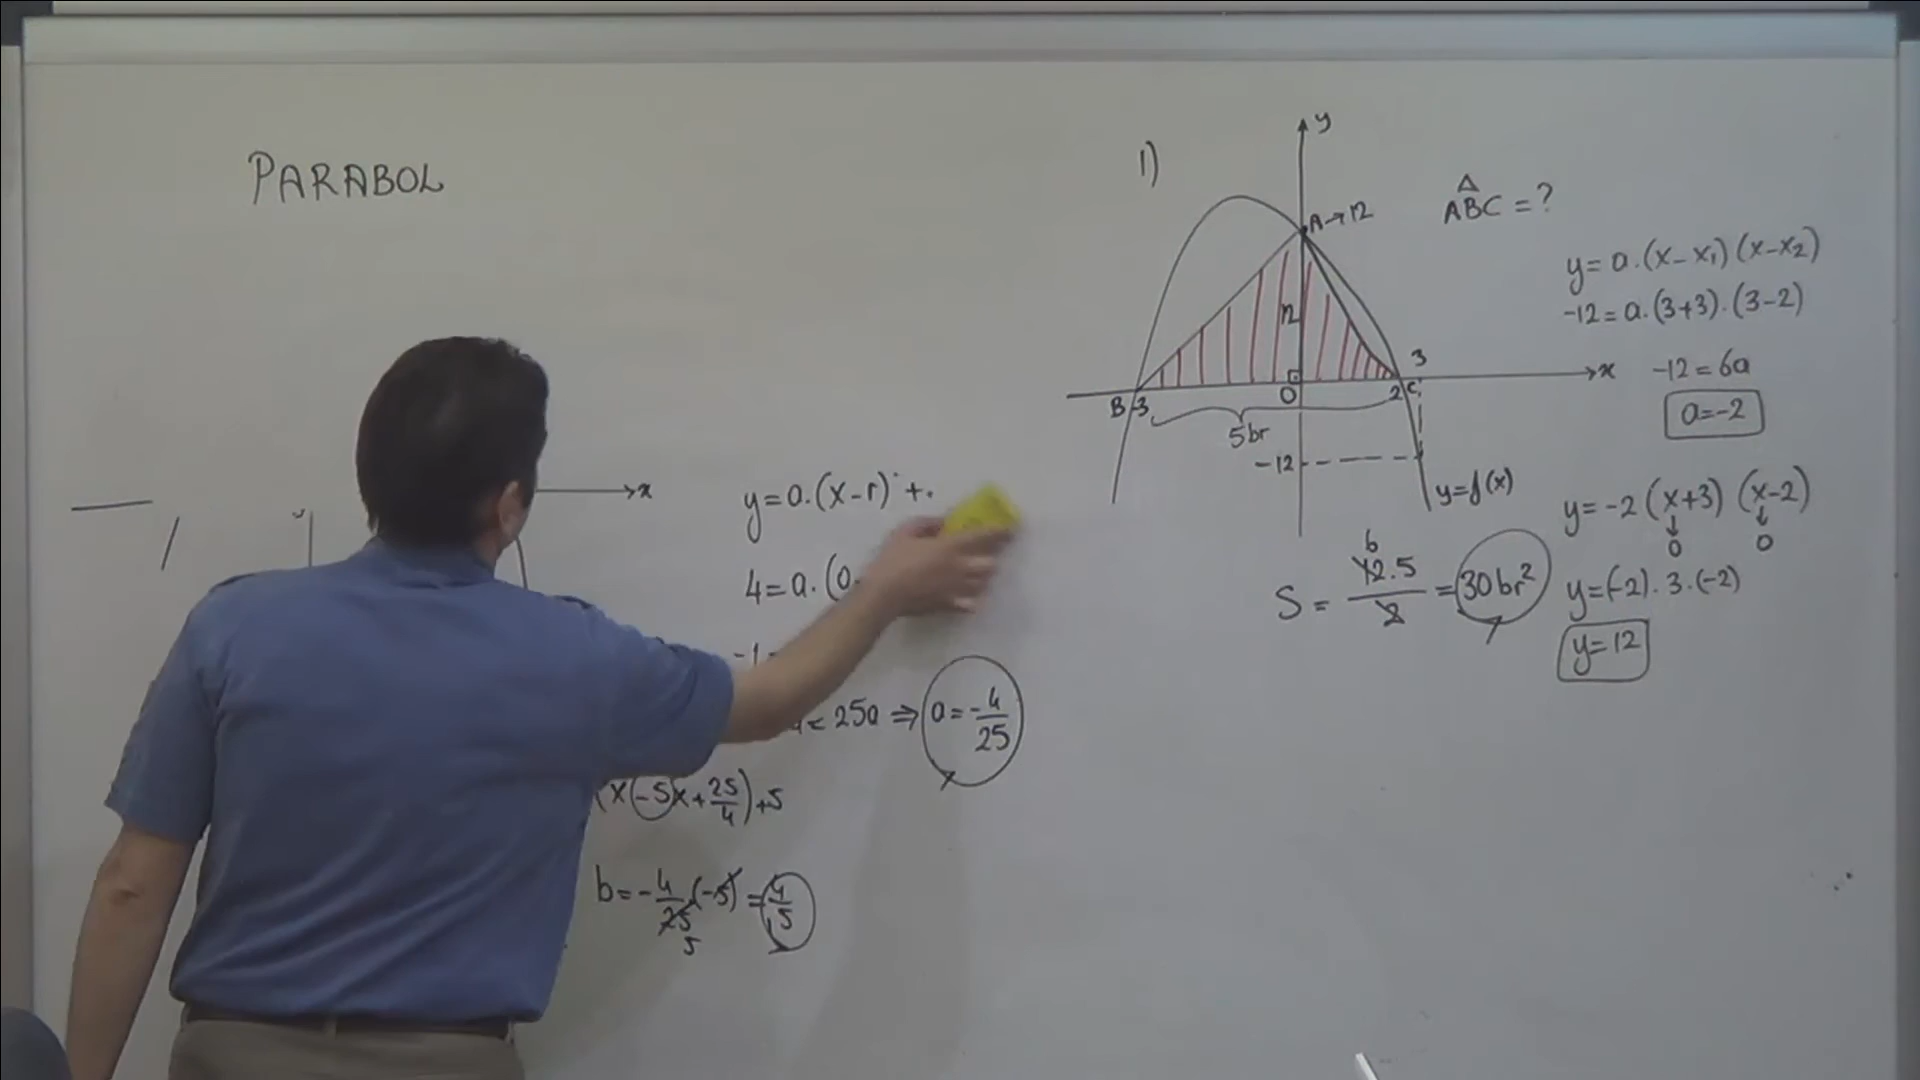 PARABOL
x
y=a.(x-r) +
4=a.(0-
-1=
25a ⇒ a=-4/25
(x-5x+25/4)+5
b=-4/25 5 (-5) =4/5
1)
y
ABC =?
A→12
12
3
x
B -3
O
2
C
5br
-12
y=f(x)
S = 6 12.5/2 =30br²
y= a.(x-x₁)(x-x₂)
-12=a.(3+3).(3-2)
-12=6a
a=-2
y=-2(x+3)(x-2)
0 0
y=(-2).3.(-2)
y=12